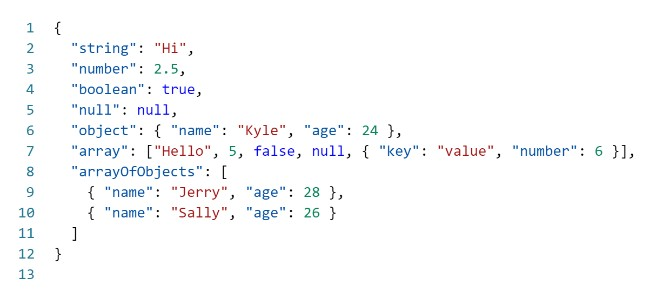 1 {
2   "string": "Hi",
3   "number": 2.5,
4   "boolean": true,
5   "null": null,
6   "object": { "name": "Kyle", "age": 24 },
7   "array": ["Hello", 5, false, null, { "key": "value", "number": 6 }],
8   "arrayOfObjects": [
9     { "name": "Jerry", "age": 28 },
10     { "name": "Sally", "age": 26 }
11   ]
12 }
13